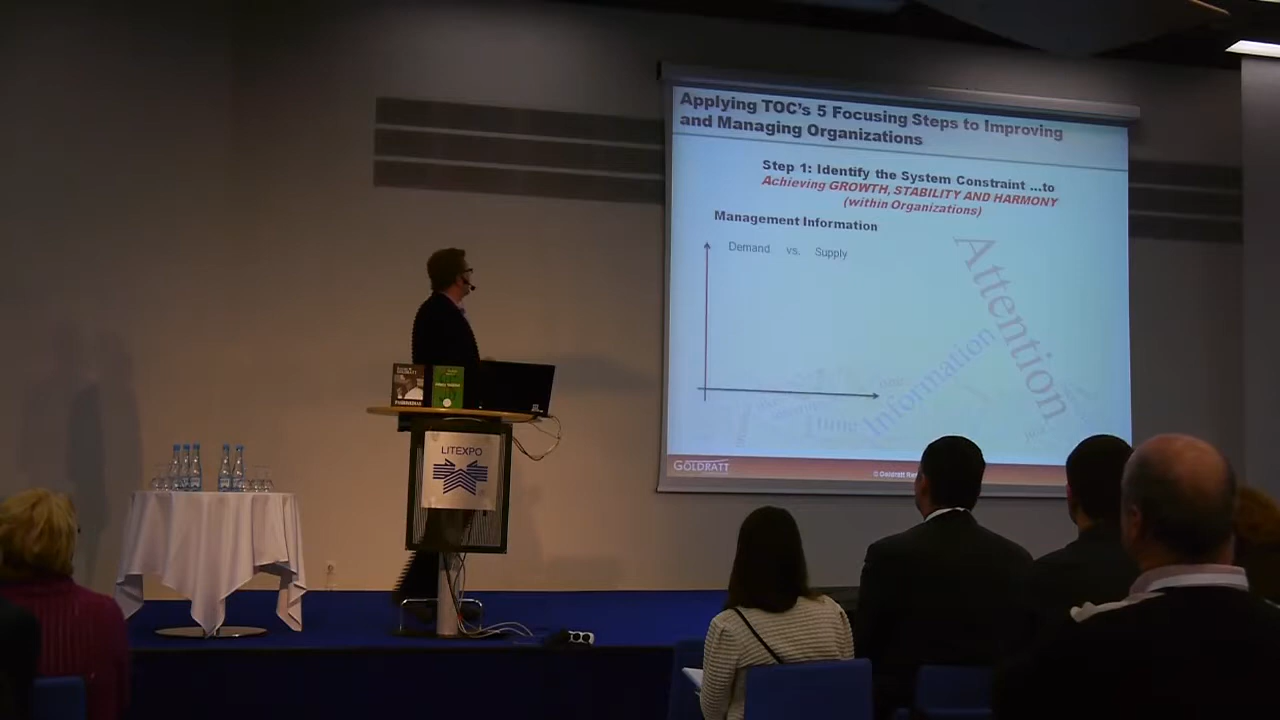 Applying TOC's 5 Focusing Steps to Improving
and Managing Organizations
Step 1: Identify the System Constraint ...to
Achieving GROWTH, STABILITY AND HARMONY
(within Organizations)
Management Information
Demand vs. Supply
Attention
Information
time
GOLDRATT
© Goldratt
LITEXPO